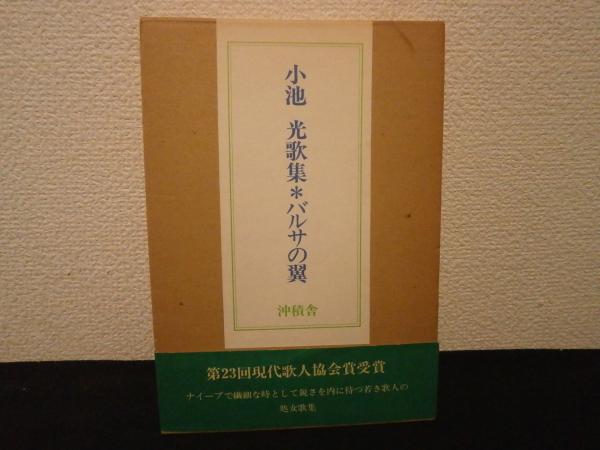 小池 光歌集*バルサの翼
沖積舎
第23回現代歌人協会賞受賞
ナイーブで繊細な時として鋭さを内に待つ若き歌人の
処女歌集